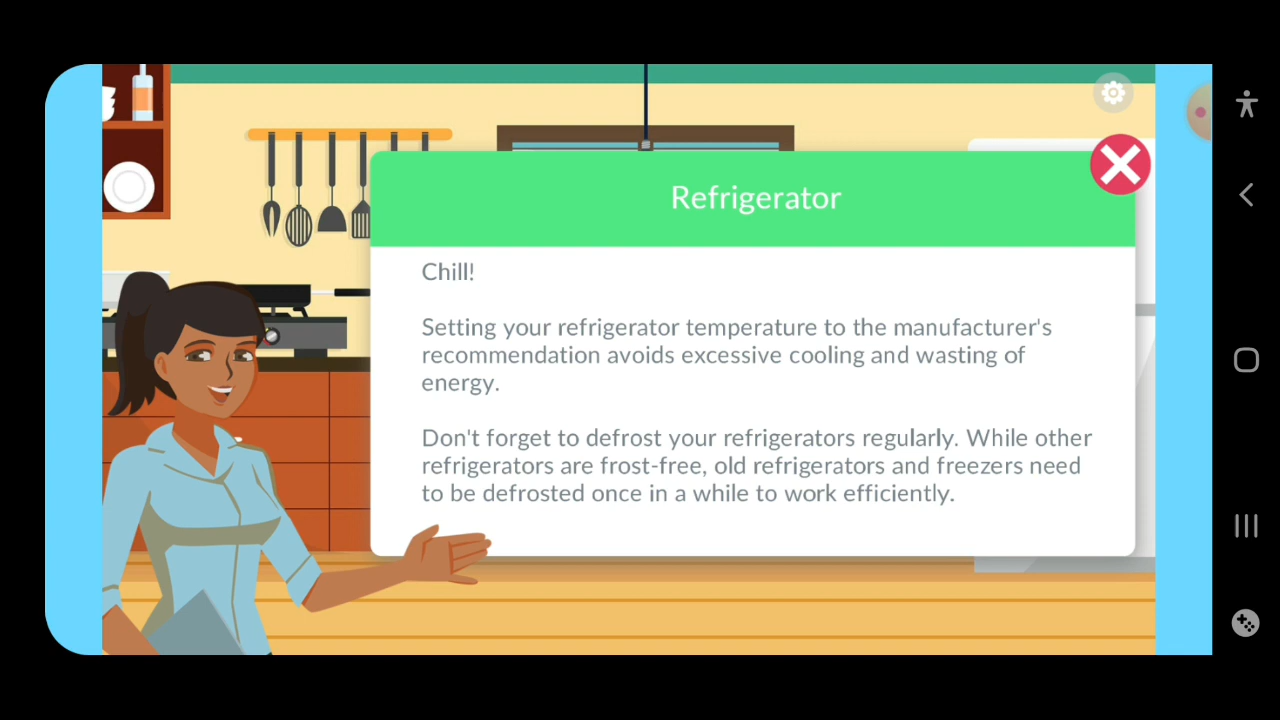 Refrigerator
Chill!
Setting your refrigerator temperature to the manufacturer's
recommendation avoids excessive cooling and wasting of
energy.
Don't forget to defrost your refrigerators regularly. While other
refrigerators are frost-free, old refrigerators and freezers need
to be defrosted once in a while to work efficiently.